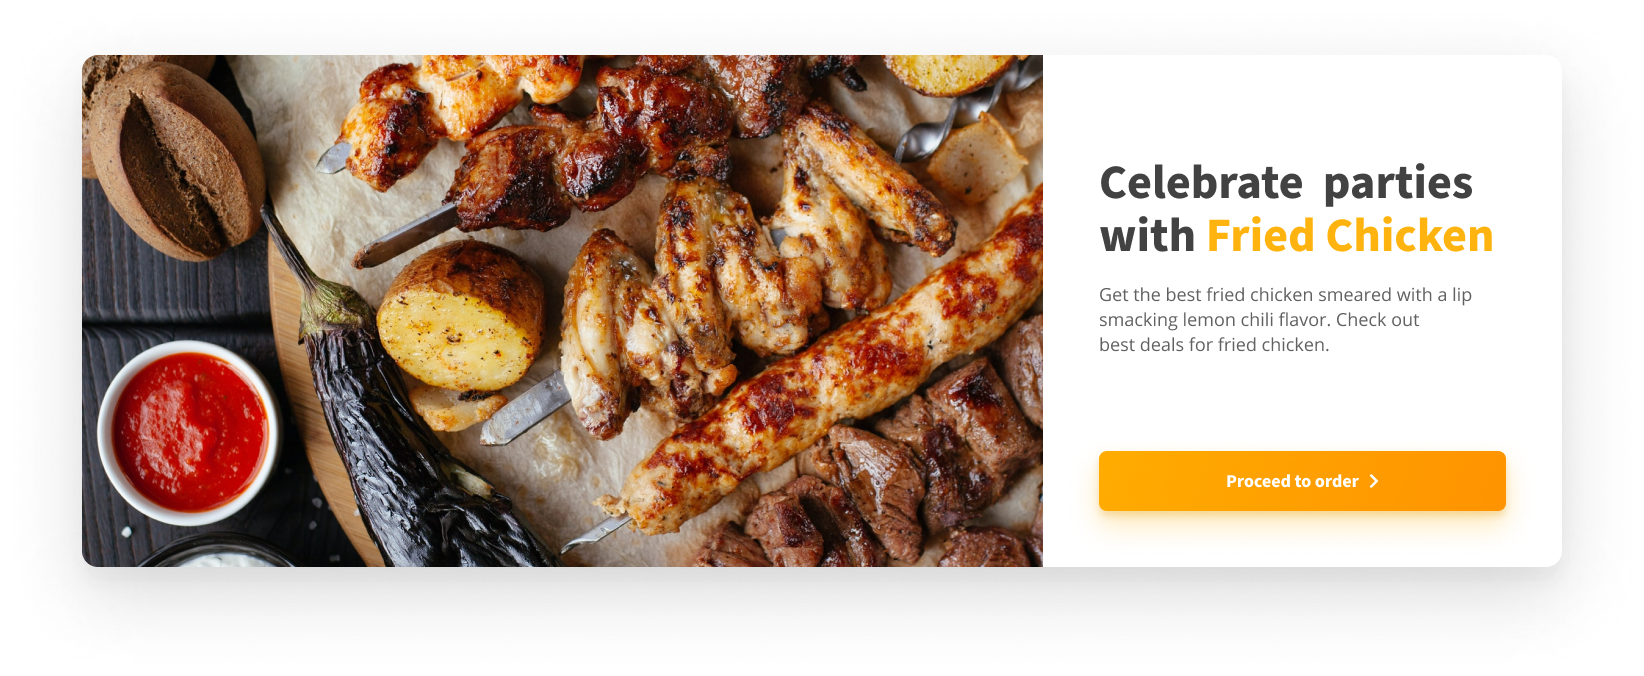 Celebrate parties
with Fried Chicken
Get the best fried chicken smeared with a lip
smacking lemon chili flavor. Check out
best deals for fried chicken.
Proceed to order